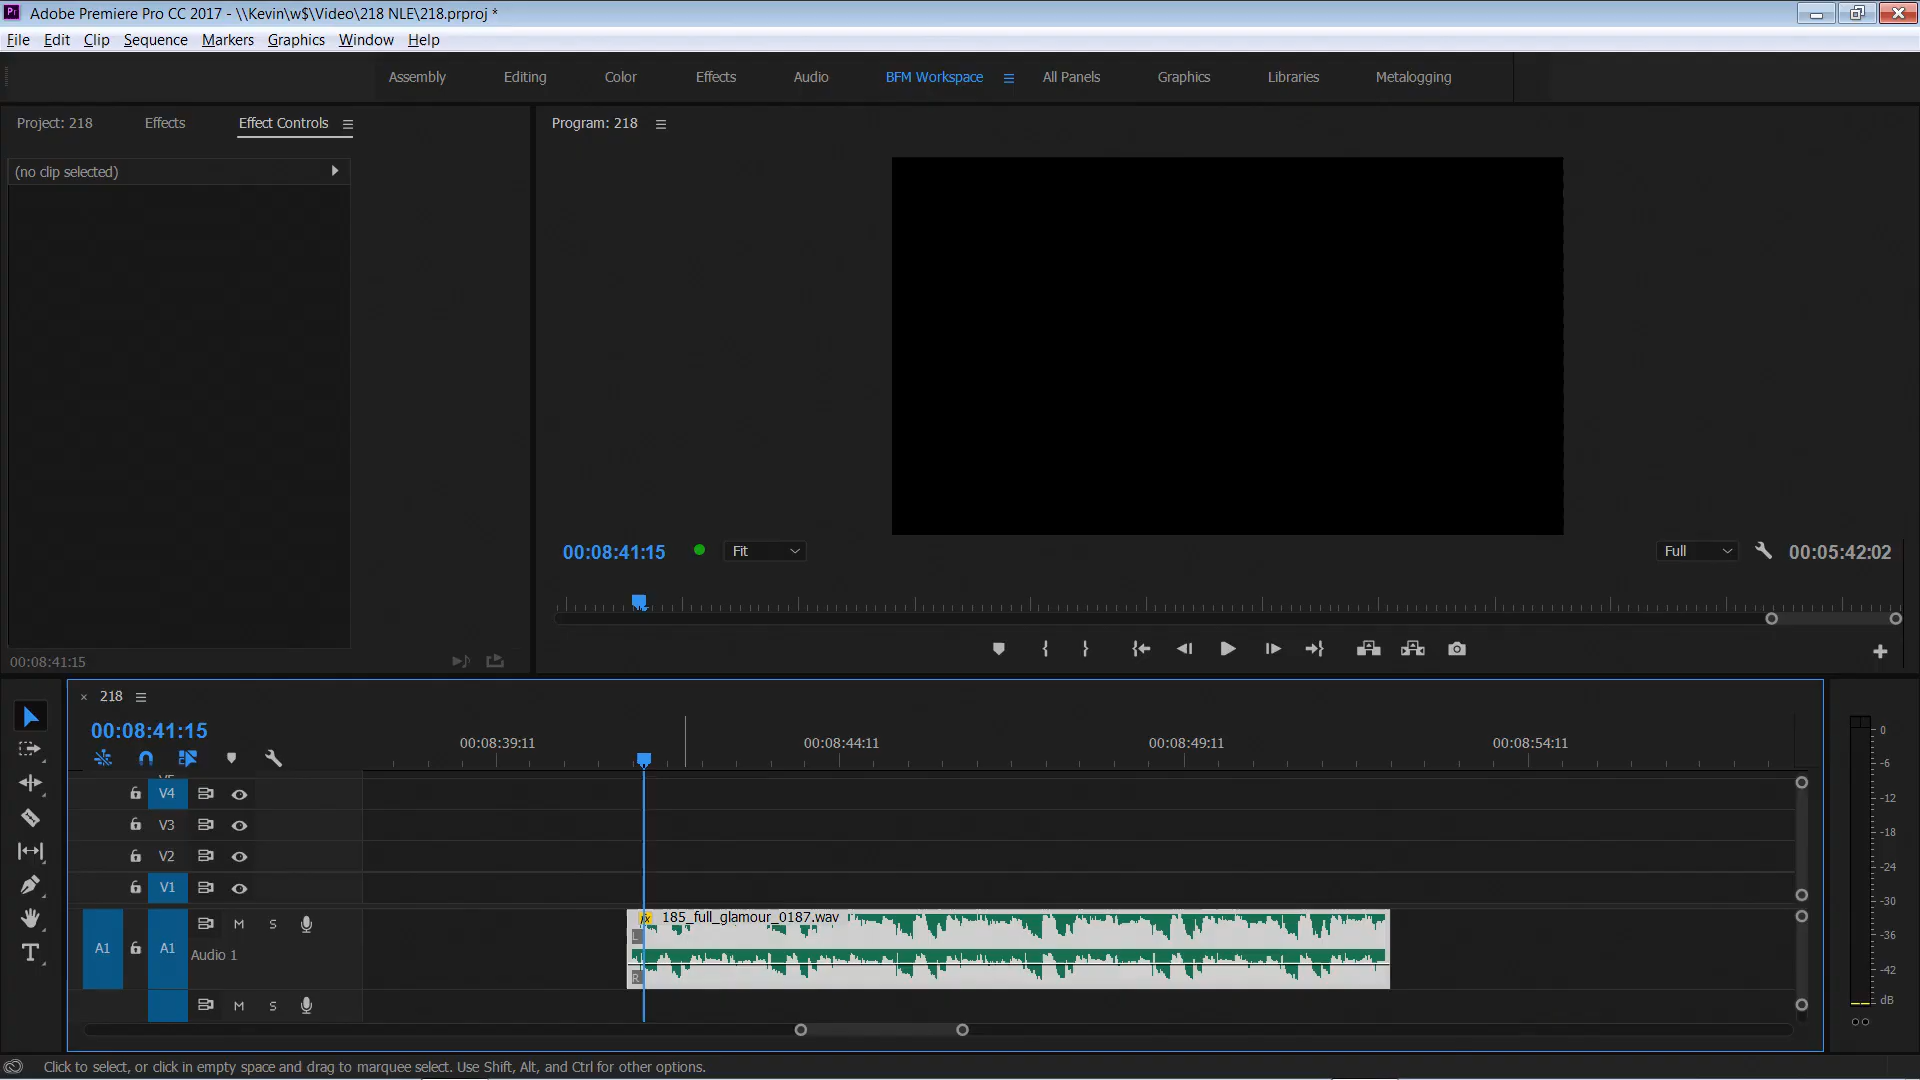 Pr Adobe Premiere Pro CC 2017 - \\Kevin\w$\Video\218 NLE\218.prproj *
File Edit Clip Sequence Markers Graphics Window Help
Assembly Editing Color Effects Audio BFM Workspace All Panels Graphics Libraries Metalogging
Project: 218 Effects Effect Controls
Program: 218
(no clip selected)
00:08:41:15 Fit Full 00:05:42:02
00:08:41:15
218
00:08:41:15
00:08:39:11 00:08:44:11 00:08:49:11 00:08:54:11
V4
V3
V2
V1
A1 A1 M S
Audio 1
fx 185_full_glamour_0187.wav
L
R
M S
0
-6
-12
-18
-24
-30
-36
-42
dB
Click to select, or click in empty space and drag to marquee select. Use Shift, Alt, and Ctrl for other options.